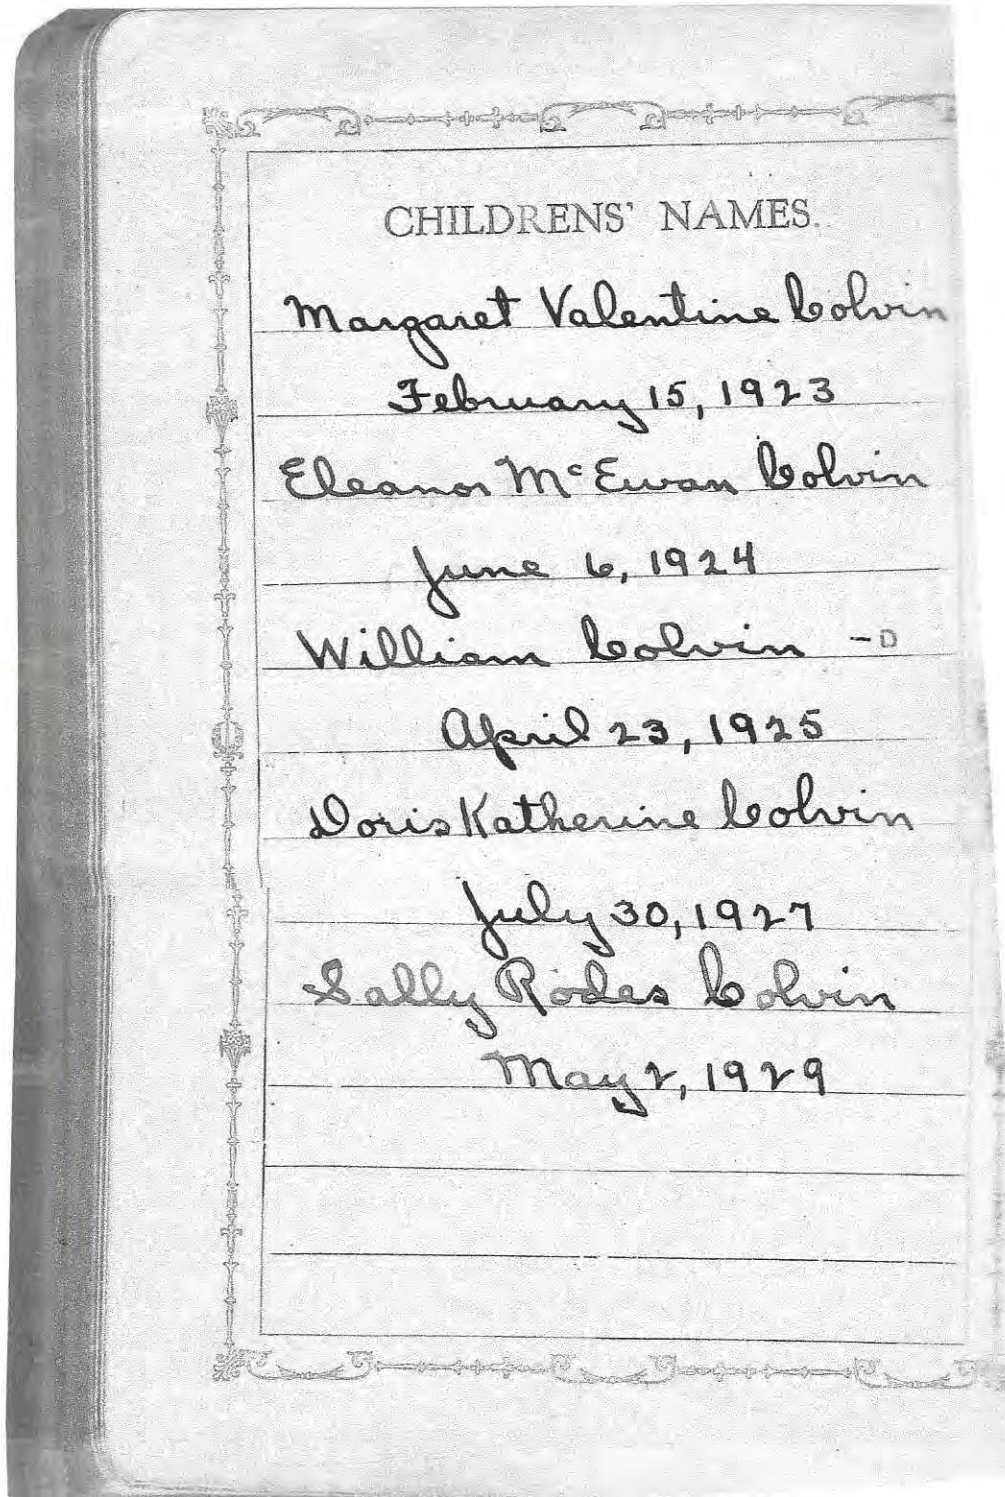 CHILDRENS' NAMES.
Margaret Valentine Colvin
February 15, 1923
Eleanor McEwan Colvin
June 6, 1924
William Colvin - D
April 23, 1925
Doris Katherine Colvin
July 30, 1927
Sally Rodes Colvin
May 2, 1929